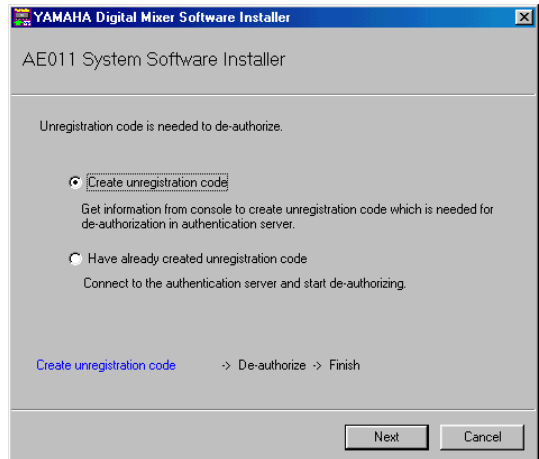 YAMAHA Digital Mixer Software Installer
AE011 System Software Installer
Unregistration code is needed to de-authorize.
Create unregistration code
Get information from console to create unregistration code which is needed for
de-authorization in authentication server.
Have already created unregistration code
Connect to the authentication server and start de-authorizing.
Create unregistration code -> De-authorize -> Finish
Next Cancel